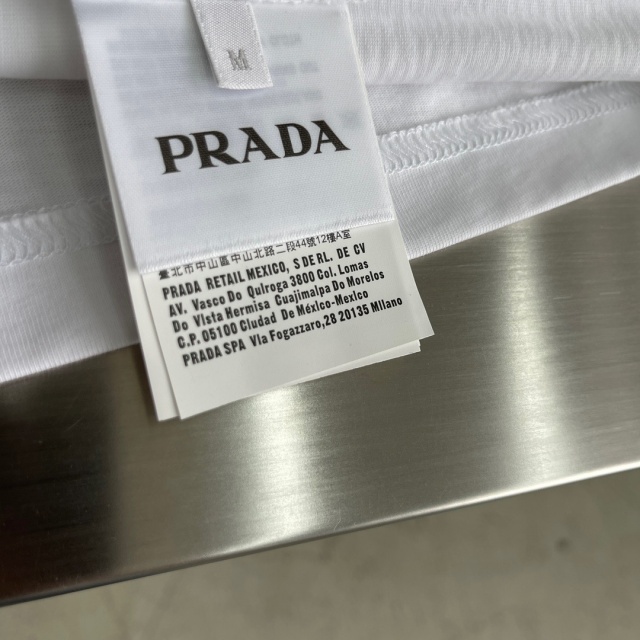 M
PRADA
臺北市中山區中山北路二段44號12樓A室
PRADA RETAIL MEXICO, S DE RL. DE CV
AV. Vasco Do Quiroga 3800 Col. Lomas
Do Vista Hermisa Cuajimalpa Do Morelos
C.P. 05100 Ciudad De México-Mexico
PRADA SPA Via Fogazzaro,28 20135 Milano